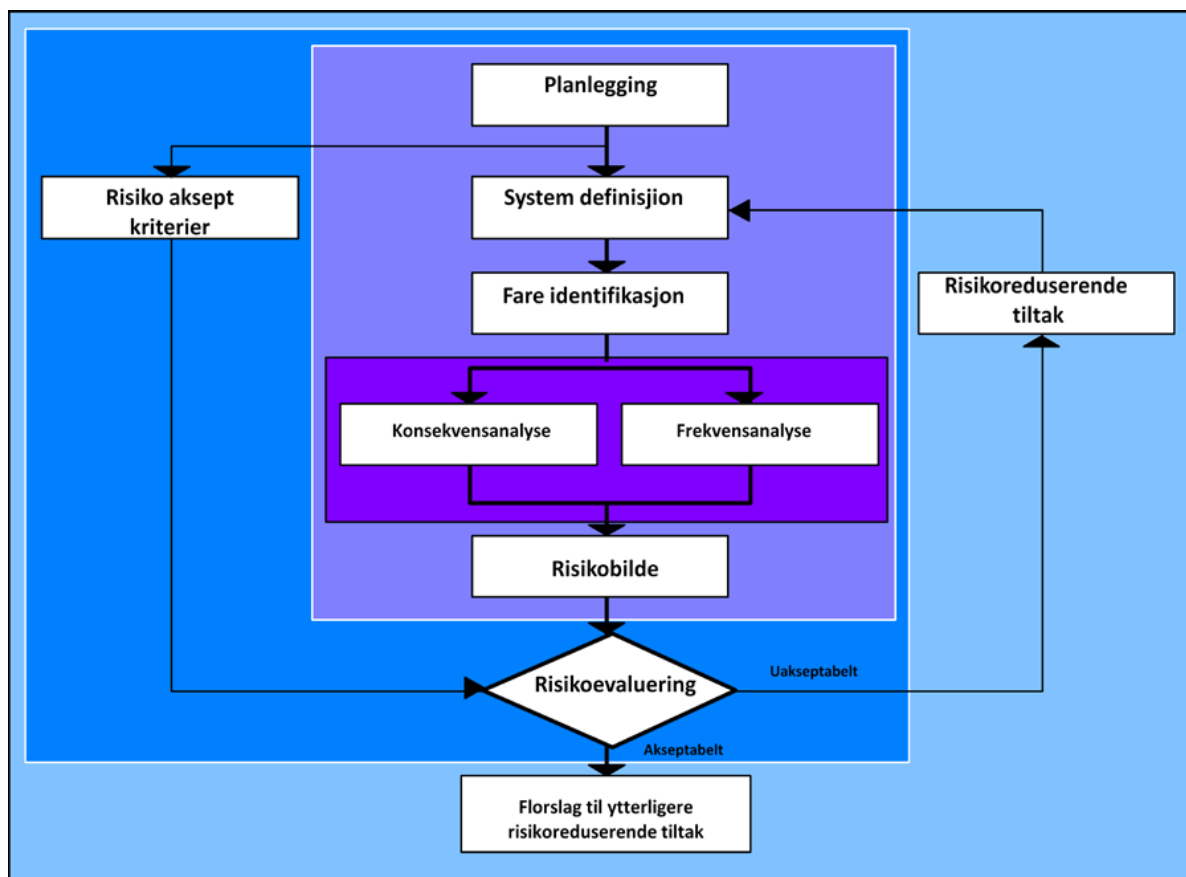 Planlegging
Risiko aksept
kriterier
System definisjion
Fare identifikasjon
Risikoreduserende
tiltak
Konsekvensanalyse
Frekvensanalyse
Risikobilde
Risikoevaluering
Uakseptabelt
Akseptabelt
Florslag til ytterligere
risikoreduserende tiltak